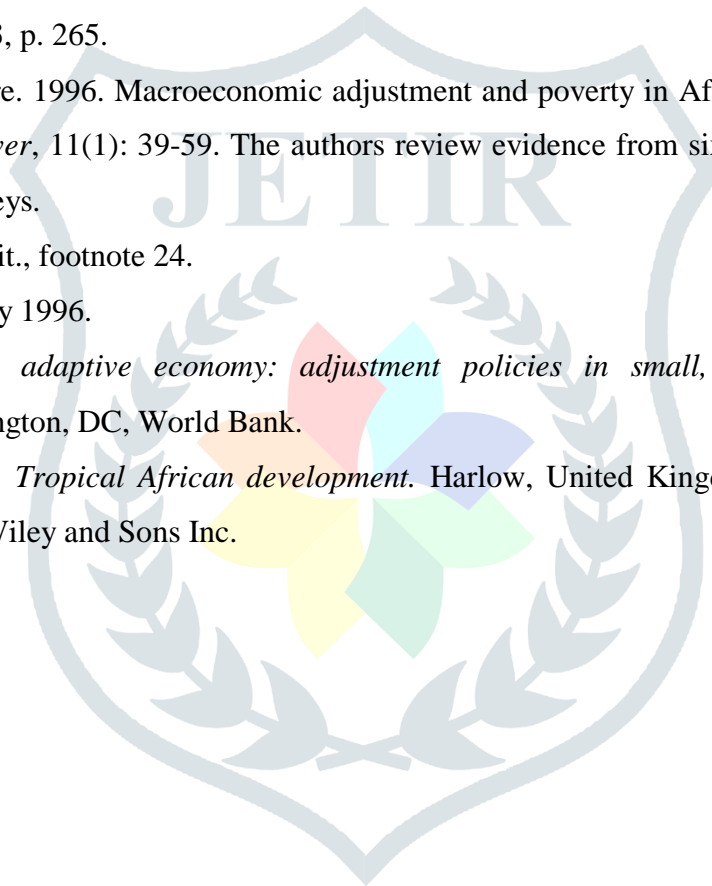 , p. 265.
re. 1996. Macroeconomic adjustment and poverty in Af
ver, 11(1): 39-59. The authors review evidence from si
eys.
it., footnote 24.
y 1996.
adaptive economy: adjustment policies in small,
ngton, DC, World Bank.
Tropical African development. Harlow, United King
Wiley and Sons Inc.
JETIR